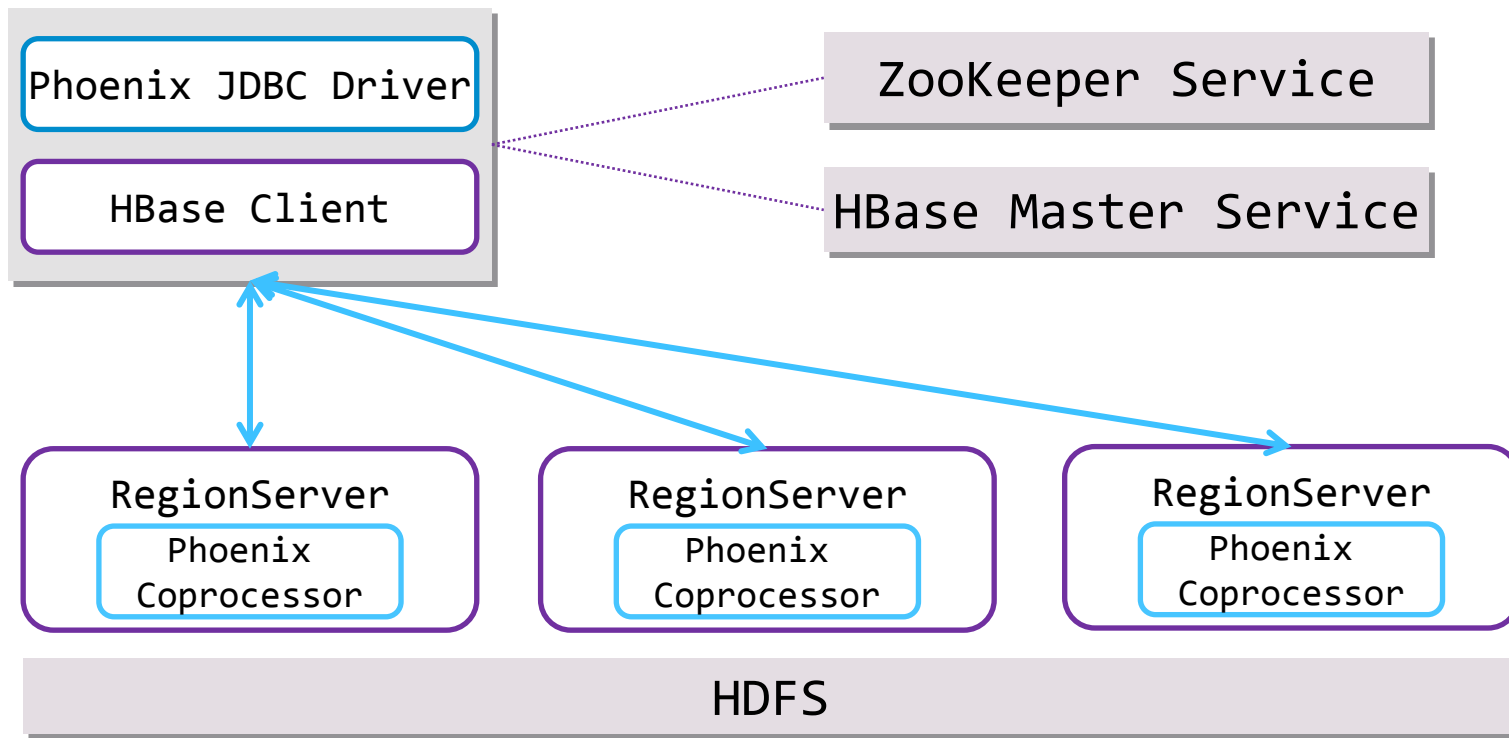 Phoenix JDBC Driver
HBase Client
ZooKeeper Service
HBase Master Service
RegionServer
Phoenix
Coprocessor
RegionServer
Phoenix
Coprocessor
RegionServer
Phoenix
Coprocessor
HDFS